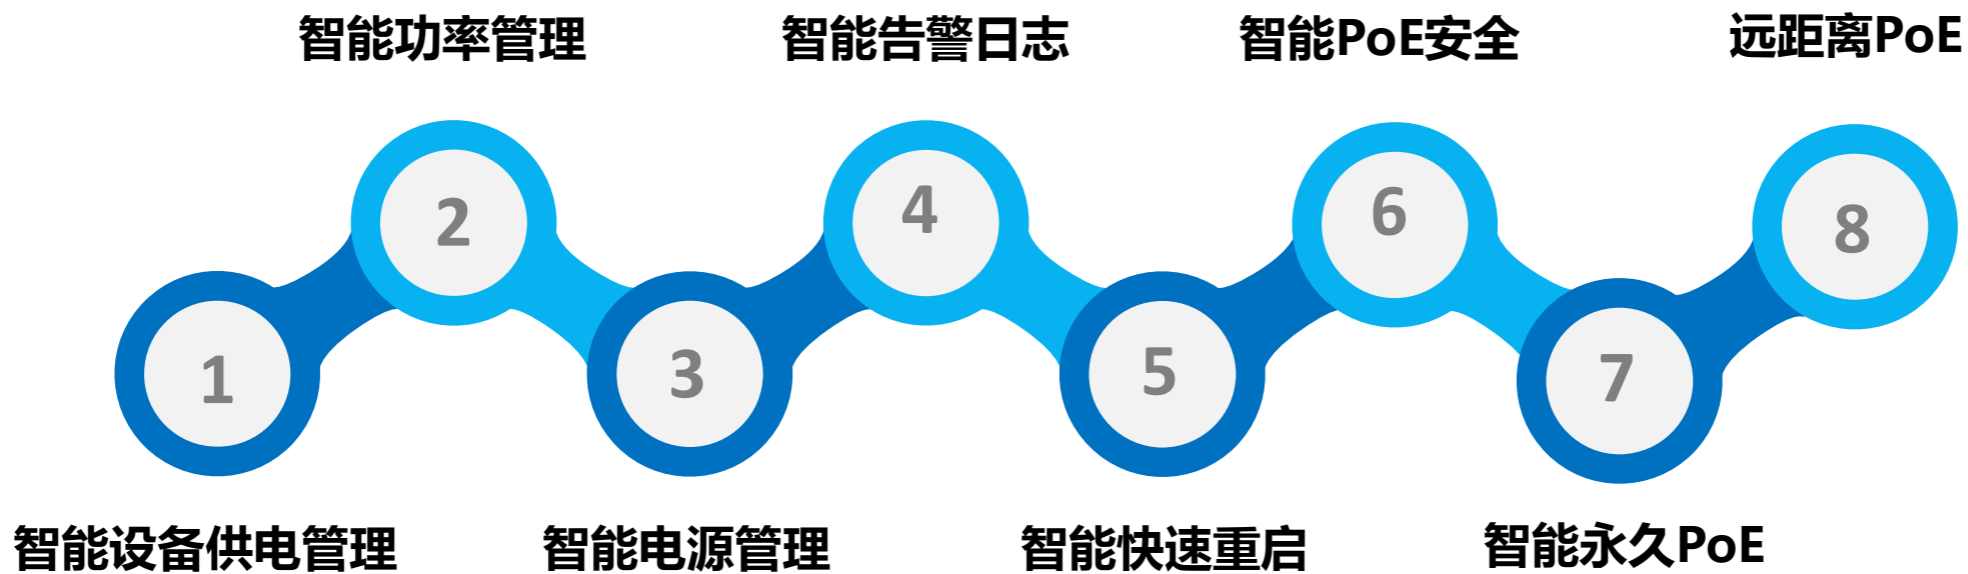 智能功率管理
智能告警日志
智能PoE安全
远距离PoE
2
4
6
8
1
3
5
7
智能设备供电管理
智能电源管理
智能快速重启
智能永久PoE